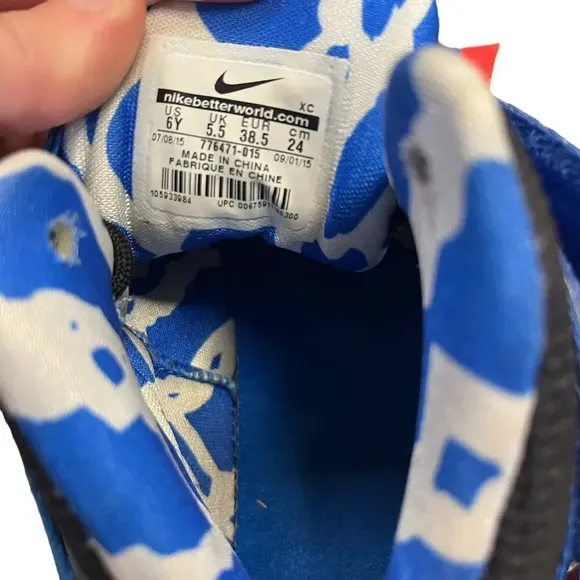 XC
nikebetterworld.com
US UK EUR cm
6Y 5.5 38.5 24
07/08/15 776471-015 09/01/15
MADE IN CHINA
FABRIQUE EN CHINE
105933984 UPC